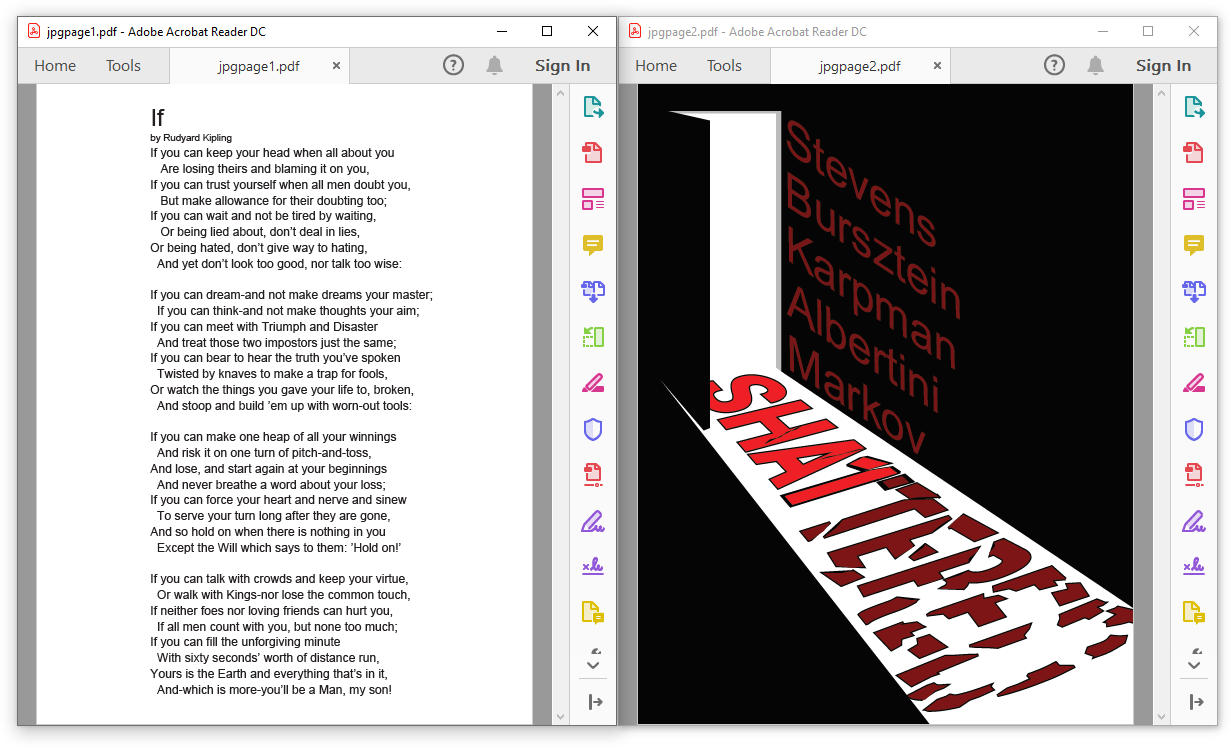 jpgpage1.pdf - Adobe Acrobat Reader DC
Home Tools jpgpage1.pdf × ? Sign In
If
by Rudyard Kipling
If you can keep your head when all about you
Are losing theirs and blaming it on you,
If you can trust yourself when all men doubt you,
But make allowance for their doubting too;
If you can wait and not be tired by waiting,
Or being lied about, don't deal in lies,
Or being hated, don't give way to hating,
And yet don't look too good, nor talk too wise:
If you can dream-and not make dreams your master;
If you can think-and not make thoughts your aim;
If you can meet with Triumph and Disaster
And treat those two impostors just the same;
If you can bear to hear the truth you've spoken
Twisted by knaves to make a trap for fools,
Or watch the things you gave your life to, broken,
And stoop and build 'em up with worn-out tools:
If you can make one heap of all your winnings
And risk it on one turn of pitch-and-toss,
And lose, and start again at your beginnings
And never breathe a word about your loss;
If you can force your heart and nerve and sinew
To serve your turn long after they are gone,
And so hold on when there is nothing in you
Except the Will which says to them: 'Hold on!'
If you can talk with crowds and keep your virtue,
Or walk with Kings-nor lose the common touch,
If neither foes nor loving friends can hurt you,
If all men count with you, but none too much;
If you can fill the unforgiving minute
With sixty seconds' worth of distance run,
Yours is the Earth and everything that's in it,
And-which is more-you'll be a Man, my son!
jpgpage2.pdf - Adobe Acrobat Reader DC
Home Tools jpgpage2.pdf × ? Sign In
Stevens
Bursztein
Karpman
Albertini
Markov
SHATTERED